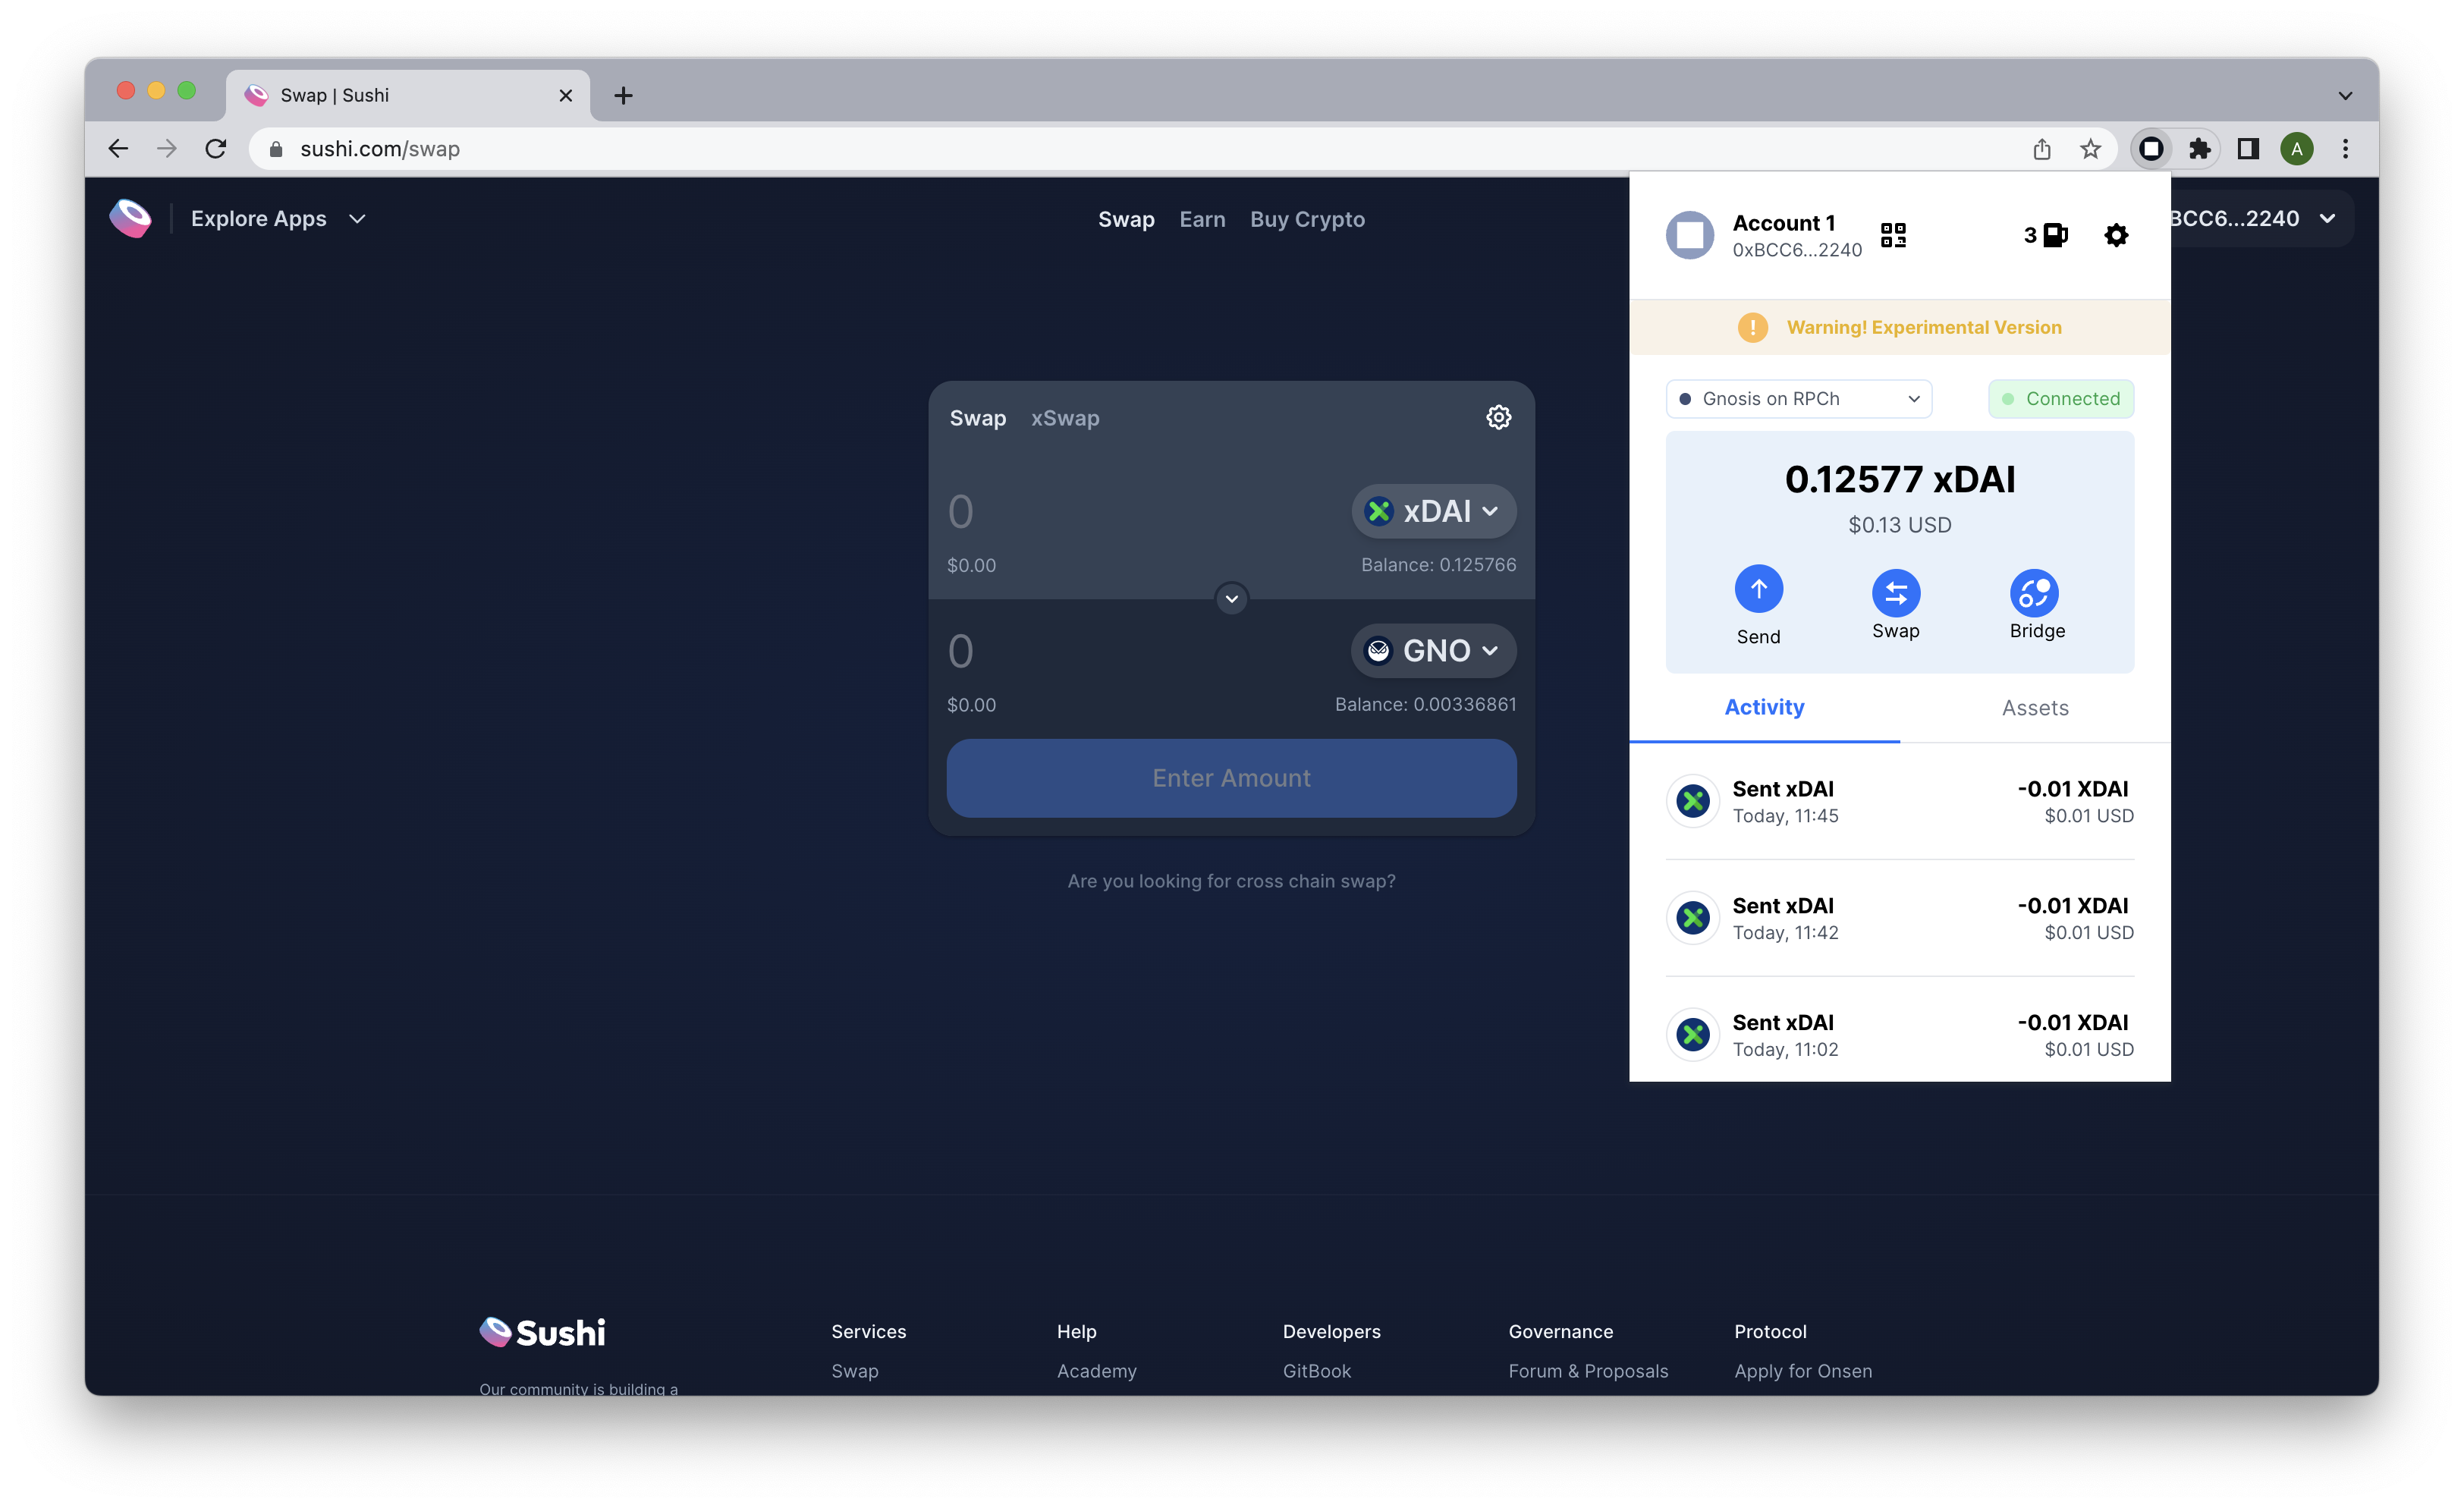 Swap | Sushi
sushi.com/swap
A
Explore Apps
Swap Earn Buy Crypto
BCC6...2240
Account 1
0xBCC6...2240
3
Warning! Experimental Version
Gnosis on RPCh
Connected
0.12577 xDAI
$0.13 USD
Send
Swap
Bridge
Activity
Assets
Sent xDAI
-0.01 XDAI
Today, 11:45
$0.01 USD
Sent xDAI
-0.01 XDAI
Today, 11:42
$0.01 USD
Sent xDAI
-0.01 XDAI
Today, 11:02
$0.01 USD
Swap xSwap
0
xDAI
$0.00
Balance: 0.125766
0
GNO
$0.00
Balance: 0.00336861
Enter Amount
Are you looking for cross chain swap?
Sushi
Our community is building a
Services
Swap
Help
Academy
Developers
GitBook
Governance
Forum & Proposals
Protocol
Apply for Onsen